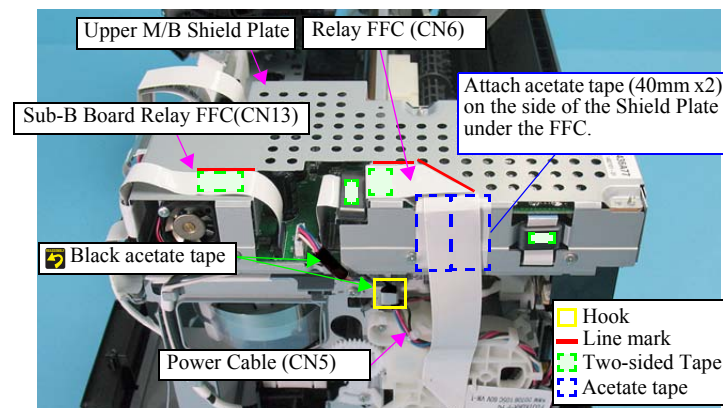 Upper M/B Shield Plate
Relay FFC (CN6)
Attach acetate tape (40mm x2)
on the side of the Shield Plate
under the FFC.
Sub-B Board Relay FFC(CN13)
Black acetate tape
Power Cable (CN5)
Hook
Line mark
Two-sided Tape
Acetate tape